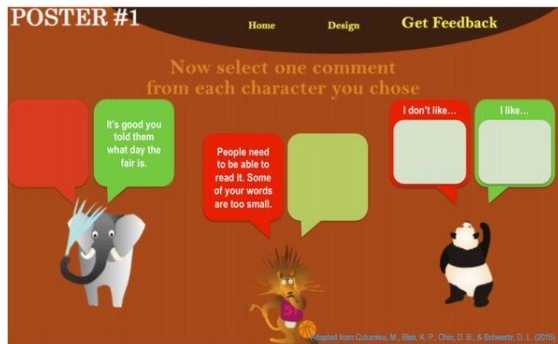 POSTER #1
Home
Design
Get Feedback
Now select one comment
from each character you chose
It's good you
told them
what day the
fair is.
People need
to be able to
read it. Some
of your words
are too small.
I don't like...
I like...
Adopted from Cutumisu, M., Blair, K. P., Chin, D. B., & Schwartz, D. L. (2015)